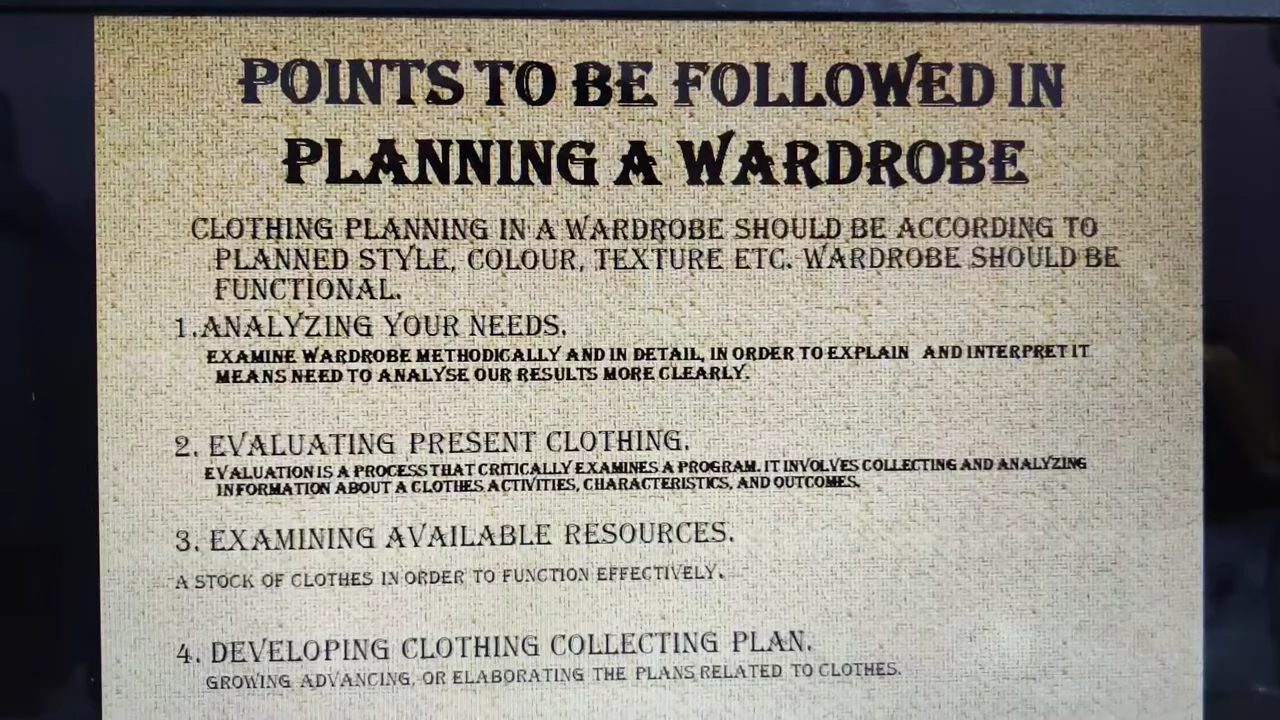 POINTS TO BE FOLLOWED IN
PLANNING A WARDROBE
CLOTHING PLANNING IN A WARDROBE SHOULD BE ACCORDING TO
PLANNED STYLE, COLOUR, TEXTURE ETC. WARDROBE SHOULD BE
FUNCTIONAL.
1.ANALYZING YOUR NEEDS.
EXAMINE WARDROBE METHODICALLY AND IN DETAIL, IN ORDER TO EXPLAIN AND INTERPRET IT
MEANS NEED TO ANALYSE OUR RESULTS MORE CLEARLY.
2. EVALUATING PRESENT CLOTHING.
EVALUATION IS A PROCESS THAT CRITICALLY EXAMINES A PROGRAM. IT INVOLVES COLLECTING AND ANALYZING
INFORMATION ABOUT A CLOTHES ACTIVITIES, CHARACTERISTICS, AND OUTCOMES.
3. EXAMINING AVAILABLE RESOURCES.
A STOCK OF CLOTHES IN ORDER TO FUNCTION EFFECTIVELY.
4. DEVELOPING CLOTHING COLLECTING PLAN.
GROWING ADVANCING, OR ELABORATING THE PLANS RELATED TO CLOTHES.